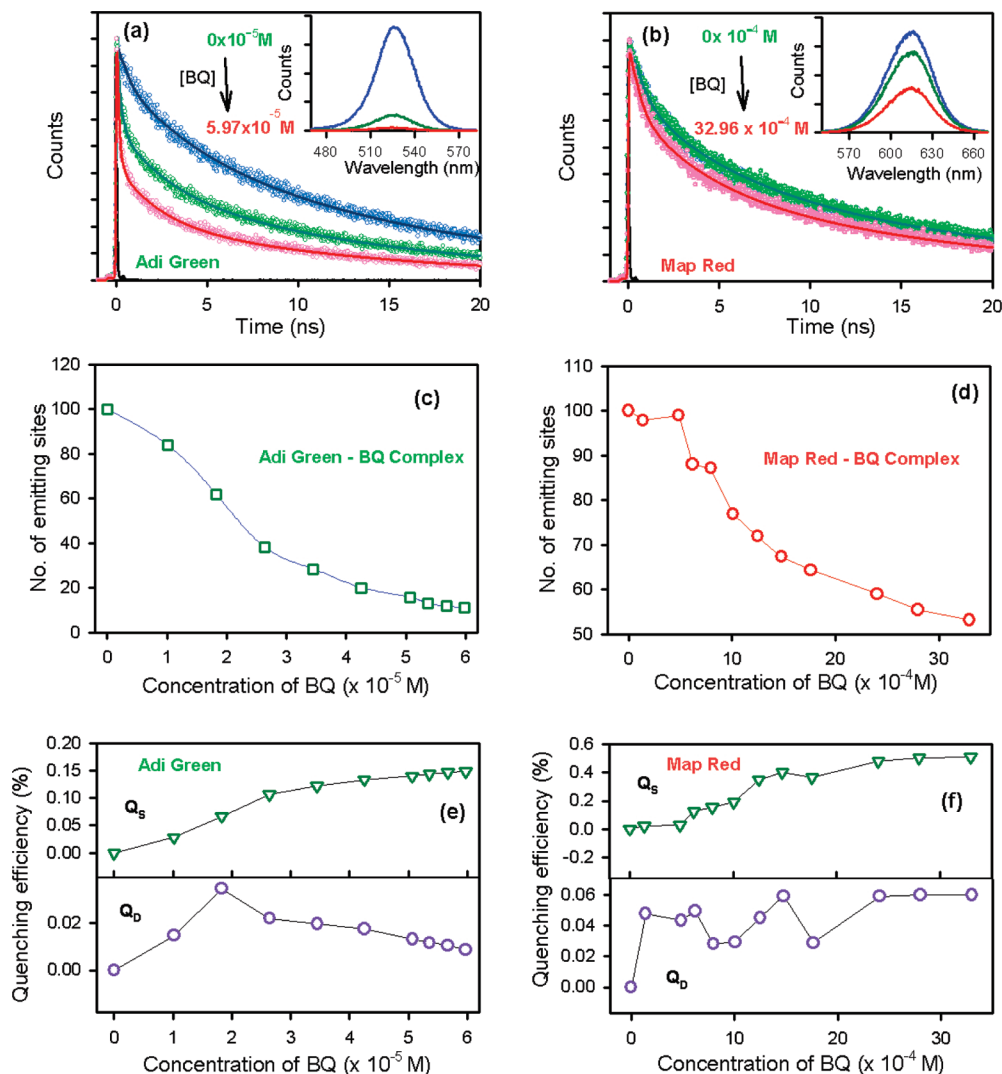 (a)
0x10⁻⁵M
[BQ]
5.97x10⁻⁵ M
Adi Green
Counts
Time (ns)
0 5 10 15 20
Counts
480 510 540 570
Wavelength (nm)
(b)
0x10⁻⁴ M
[BQ]
32.96 x 10⁻⁴ M
Map Red
Counts
Time (ns)
0 5 10 15 20
Counts
570 600 630 660
Wavelength (nm)
(c)
Adi Green - BQ Complex
No. of emitting sites
120
100
80
60
40
20
0
0 1 2 3 4 5 6
Concentration of BQ (x 10⁻⁵ M)
(d)
Map Red - BQ Complex
No. of emitting sites
110
100
90
80
70
60
50
0 10 20 30
Concentration of BQ (x 10⁻⁴M)
Adi Green
Q_S
(e)
Q_D
Quenching efficiency (%)
0.20
0.15
0.10
0.05
0.00
0.02
0.00
0 1 2 3 4 5 6
Concentration of BQ (x 10⁻⁵ M)
Map Red
Q_S
(f)
Q_D
Quenching efficiency (%)
0.6
0.4
0.2
0.0
-0.2
0.06
0.04
0.02
0.00
0 10 20 30
Concentration of BQ (x 10⁻⁴ M)